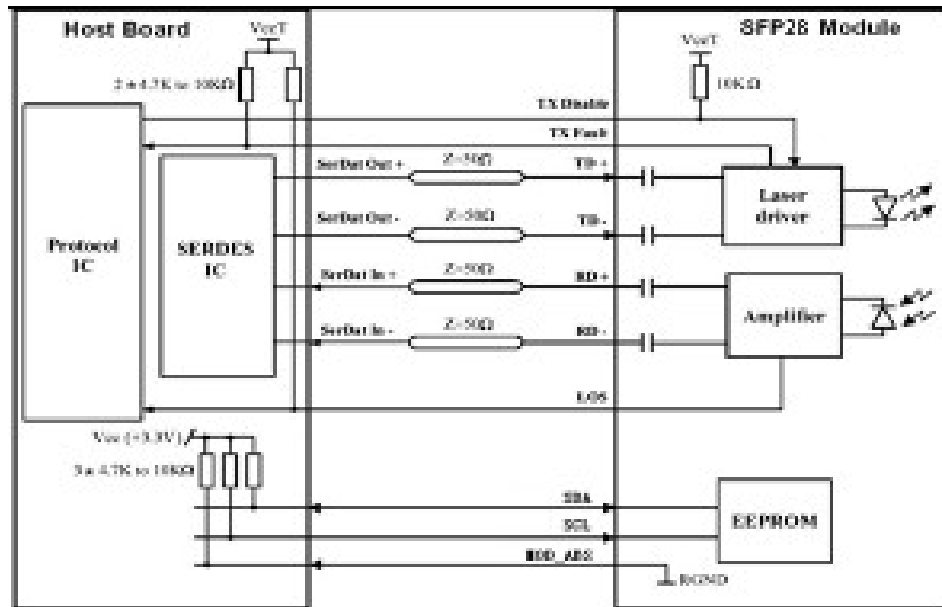 Host Board
VccT
SFP28 Module
VccT
2 × 4.7K to 10KΩ
10KΩ
TX Disable
TX Fault
SerDat Out +
Z=50Ω
TD +
SerDat Out -
Z=50Ω
TD -
SerDat In +
Z=50Ω
RD +
SerDat In -
Z=50Ω
RD -
Protocol IC
SERDES IC
Laser driver
Amplifier
LOS
Vcc (+3.3V)
3 × 4.7K to 10KΩ
SDA
SCL
MOD_ABS
RGND
EEPROM